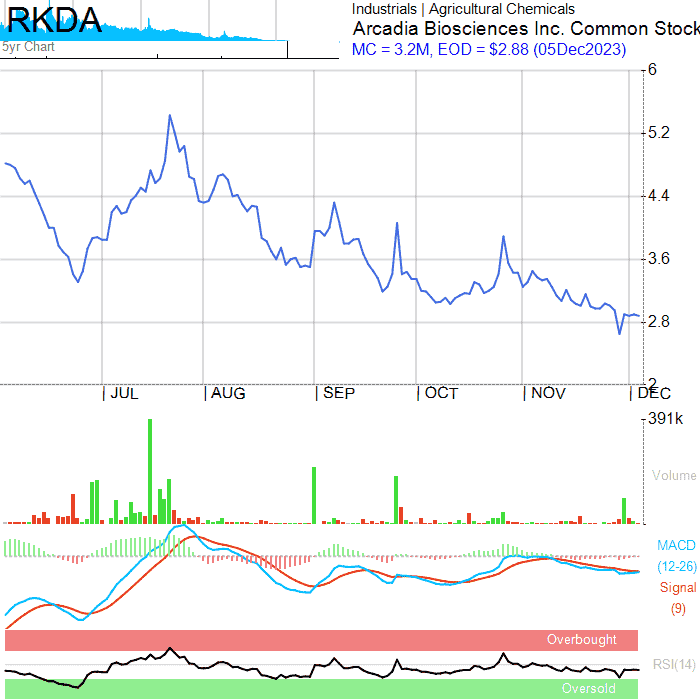 RKDA
5yr Chart
Industrials | Agricultural Chemicals
Arcadia Biosciences Inc. Common Stock
MC = 3.2M, EOD = $2.88 (05Dec2023)
6
5.2
4.4
3.6
2.8
2
| JUL | AUG | SEP | OCT | NOV | DEC
391k
Volume
MACD
(12-26)
Signal
(9)
Overbought
RSI(14)
Oversold